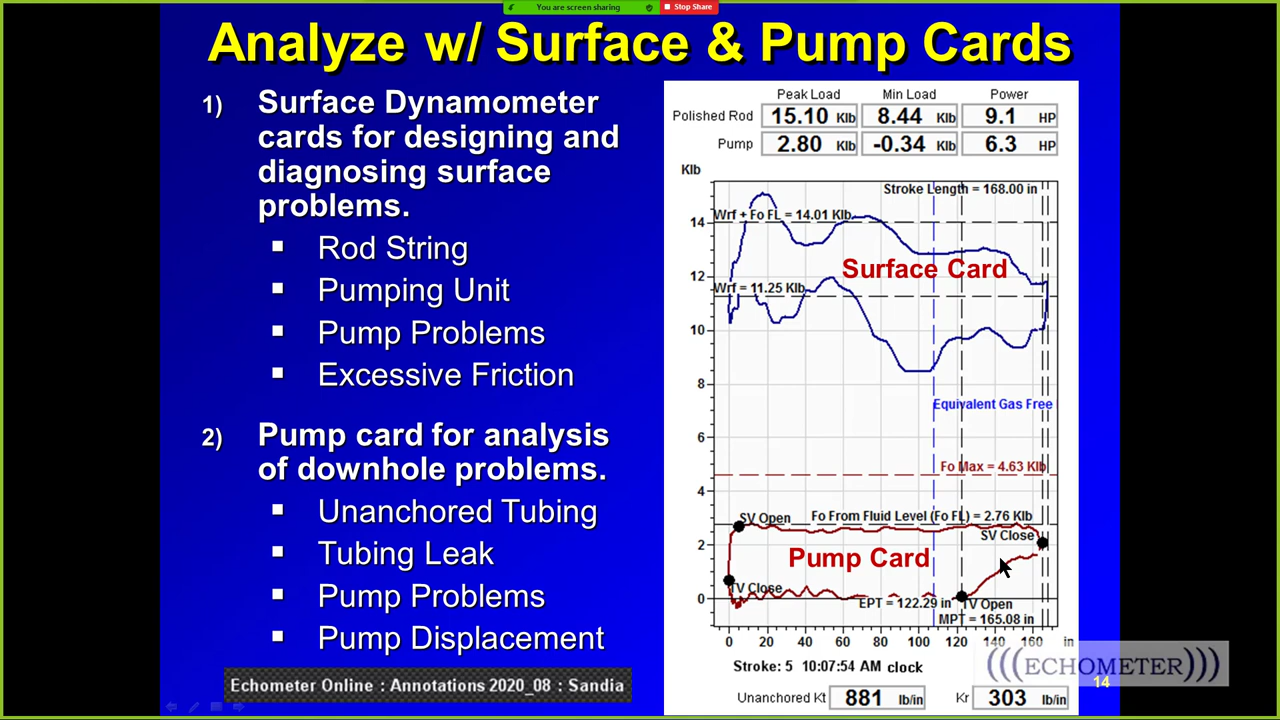 You are screen sharing
Stop Share
Analyze w/ Surface & Pump Cards
1) Surface Dynamometer
cards for designing and
diagnosing surface
problems.
Rod String
Pumping Unit
Pump Problems
Excessive Friction
2) Pump card for analysis
of downhole problems.
Unanchored Tubing
Tubing Leak
Pump Problems
Pump Displacement
Echometer Online : Annotations 2020_08 : Sandia
Peak Load Min Load Power
Polished Rod 15.10 Klb 8.44 Klb 9.1 HP
Pump 2.80 Klb -0.34 Klb 6.3 HP
Klb
Stroke Length = 168.00 in
Wrf + Fo FL = 14.01 Klb
14
Surface Card
12
Wrf = 11.25 Klb
10
8
Equivalent Gas Free
6
Fo Max = 4.63 Klb
4
SV Open Fo From Fluid Level (Fo FL) = 2.76 Klb
SV Close
2
Pump Card
TV Close
0
EPT = 122.29 in TV Open
MPT = 165.08 in
0 20 40 60 80 100 120 140 160 in
Stroke: 5 10:07:54 AM clock
(((ECHOMETER)))
14
Unanchored Kt 881 lb/in Kr 303 lb/in